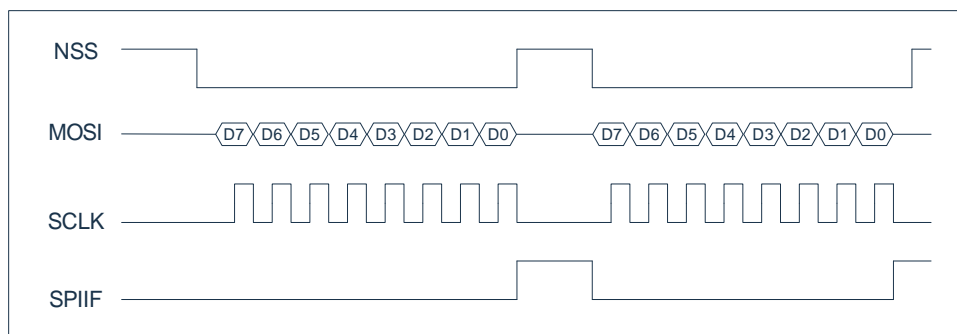 NSS
MOSI D7 D6 D5 D4 D3 D2 D1 D0 D7 D6 D5 D4 D3 D2 D1 D0
SCLK
SPIIF